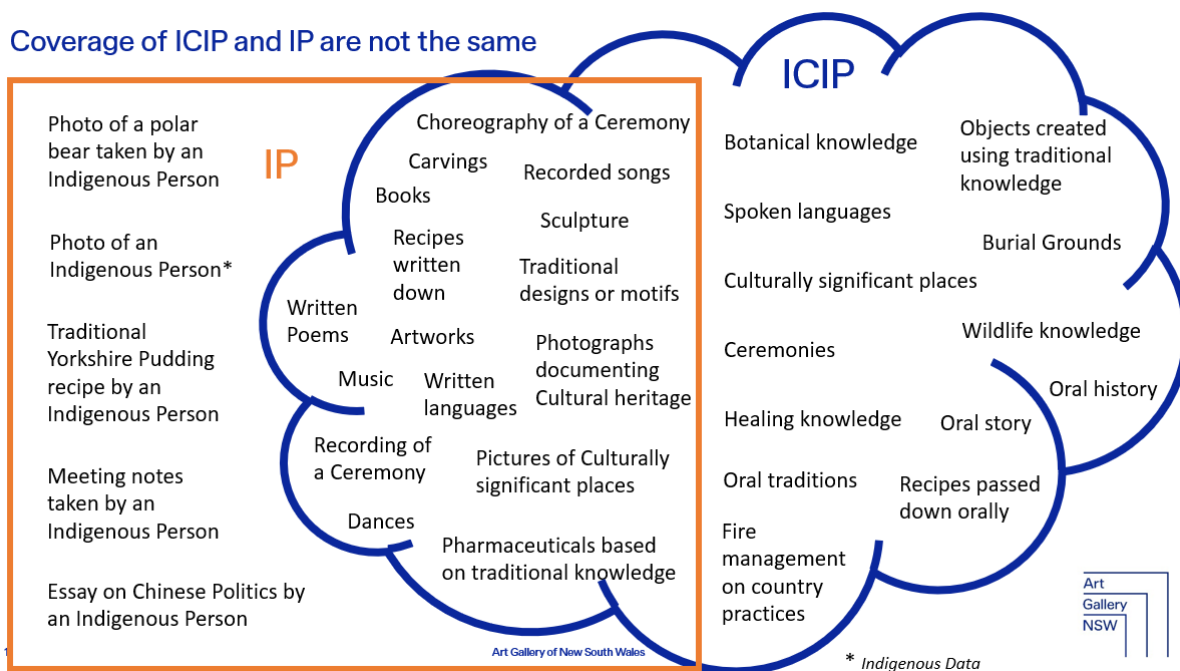 Coverage of ICIP and IP are not the same
IP
Photo of a polar
bear taken by an
Indigenous Person
Photo of an
Indigenous Person*
Traditional
Yorkshire Pudding
recipe by an
Indigenous Person
Meeting notes
taken by an
Indigenous Person
Essay on Chinese Politics by
an Indigenous Person
Choreography of a Ceremony
Carvings
Recorded songs
Books
Sculpture
Recipes
written
down
Traditional
designs or motifs
Written
Poems
Artworks
Photographs
documenting
Cultural heritage
Music
Written
languages
Recording of
a Ceremony
Pictures of Culturally
significant places
Dances
Pharmaceuticals based
on traditional knowledge
ICIP
Botanical knowledge
Objects created
using traditional
knowledge
Spoken languages
Burial Grounds
Culturally significant places
Wildlife knowledge
Ceremonies
Oral history
Healing knowledge
Oral story
Oral traditions
Recipes passed
down orally
Fire
management
on country
practices
Art
Gallery
NSW
Art Gallery of New South Wales
* Indigenous Data